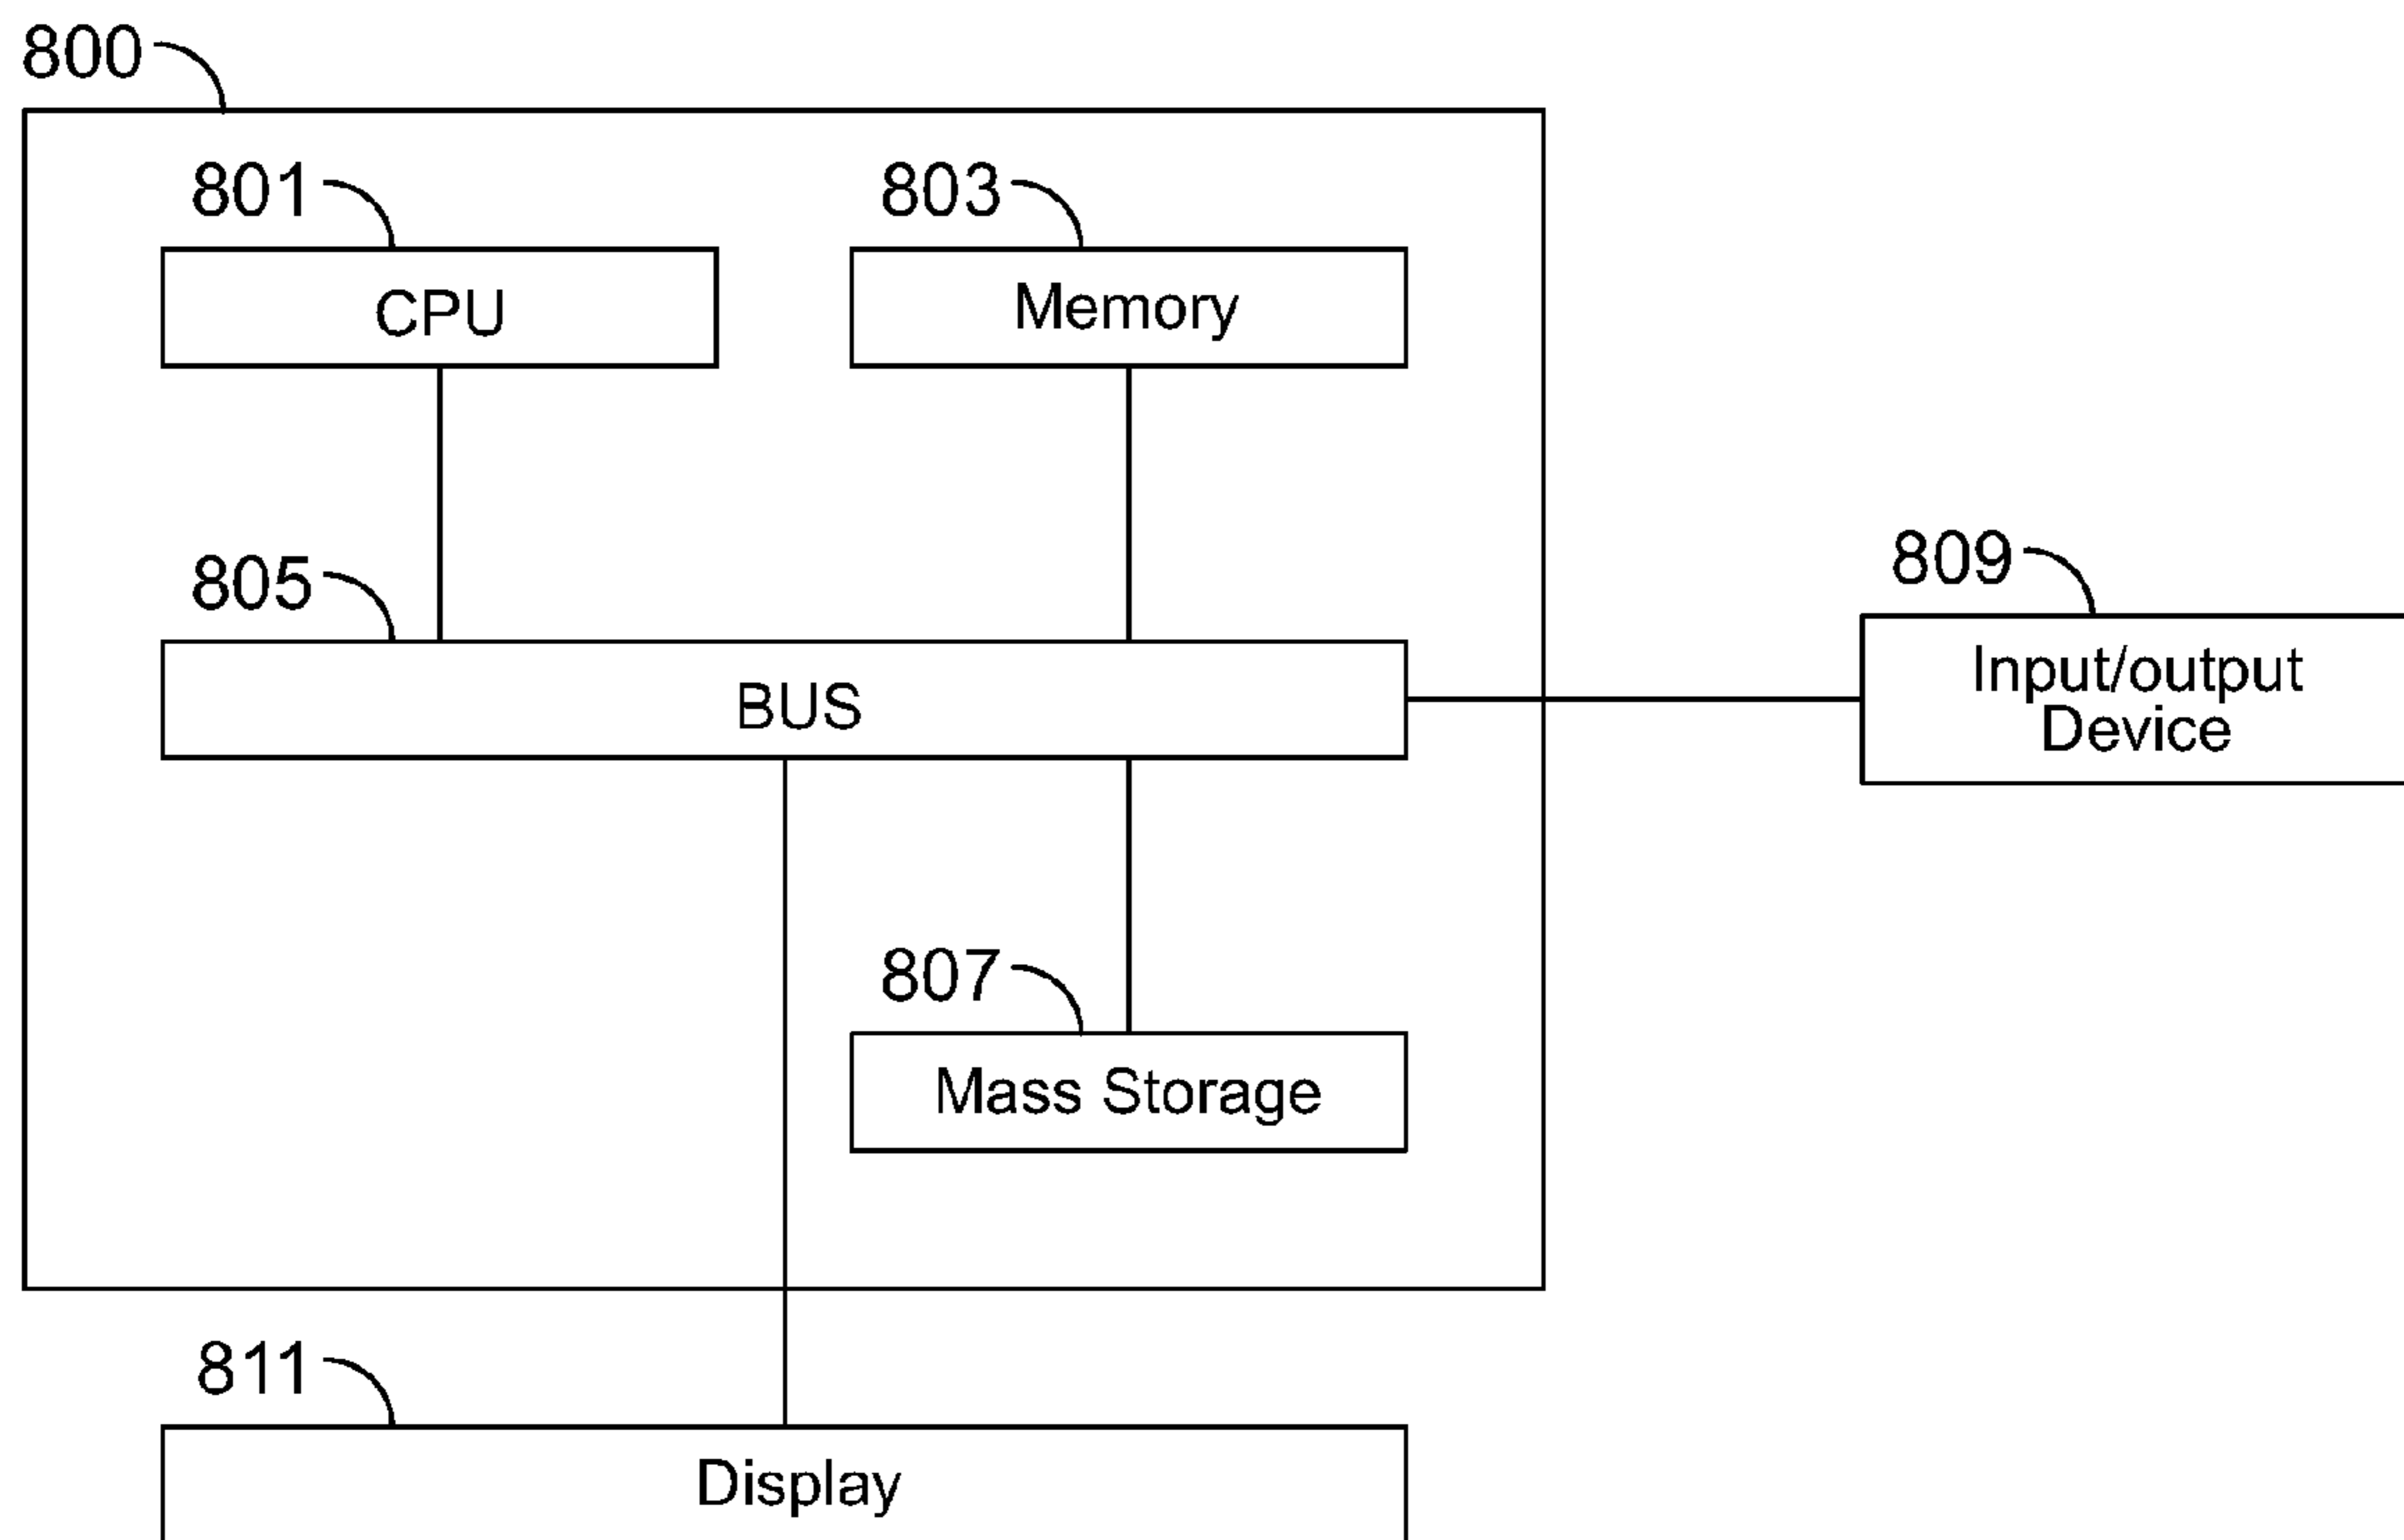 800
801
803
CPU
Memory
805
809
BUS
Input/output
Device
807
Mass Storage
811
Display